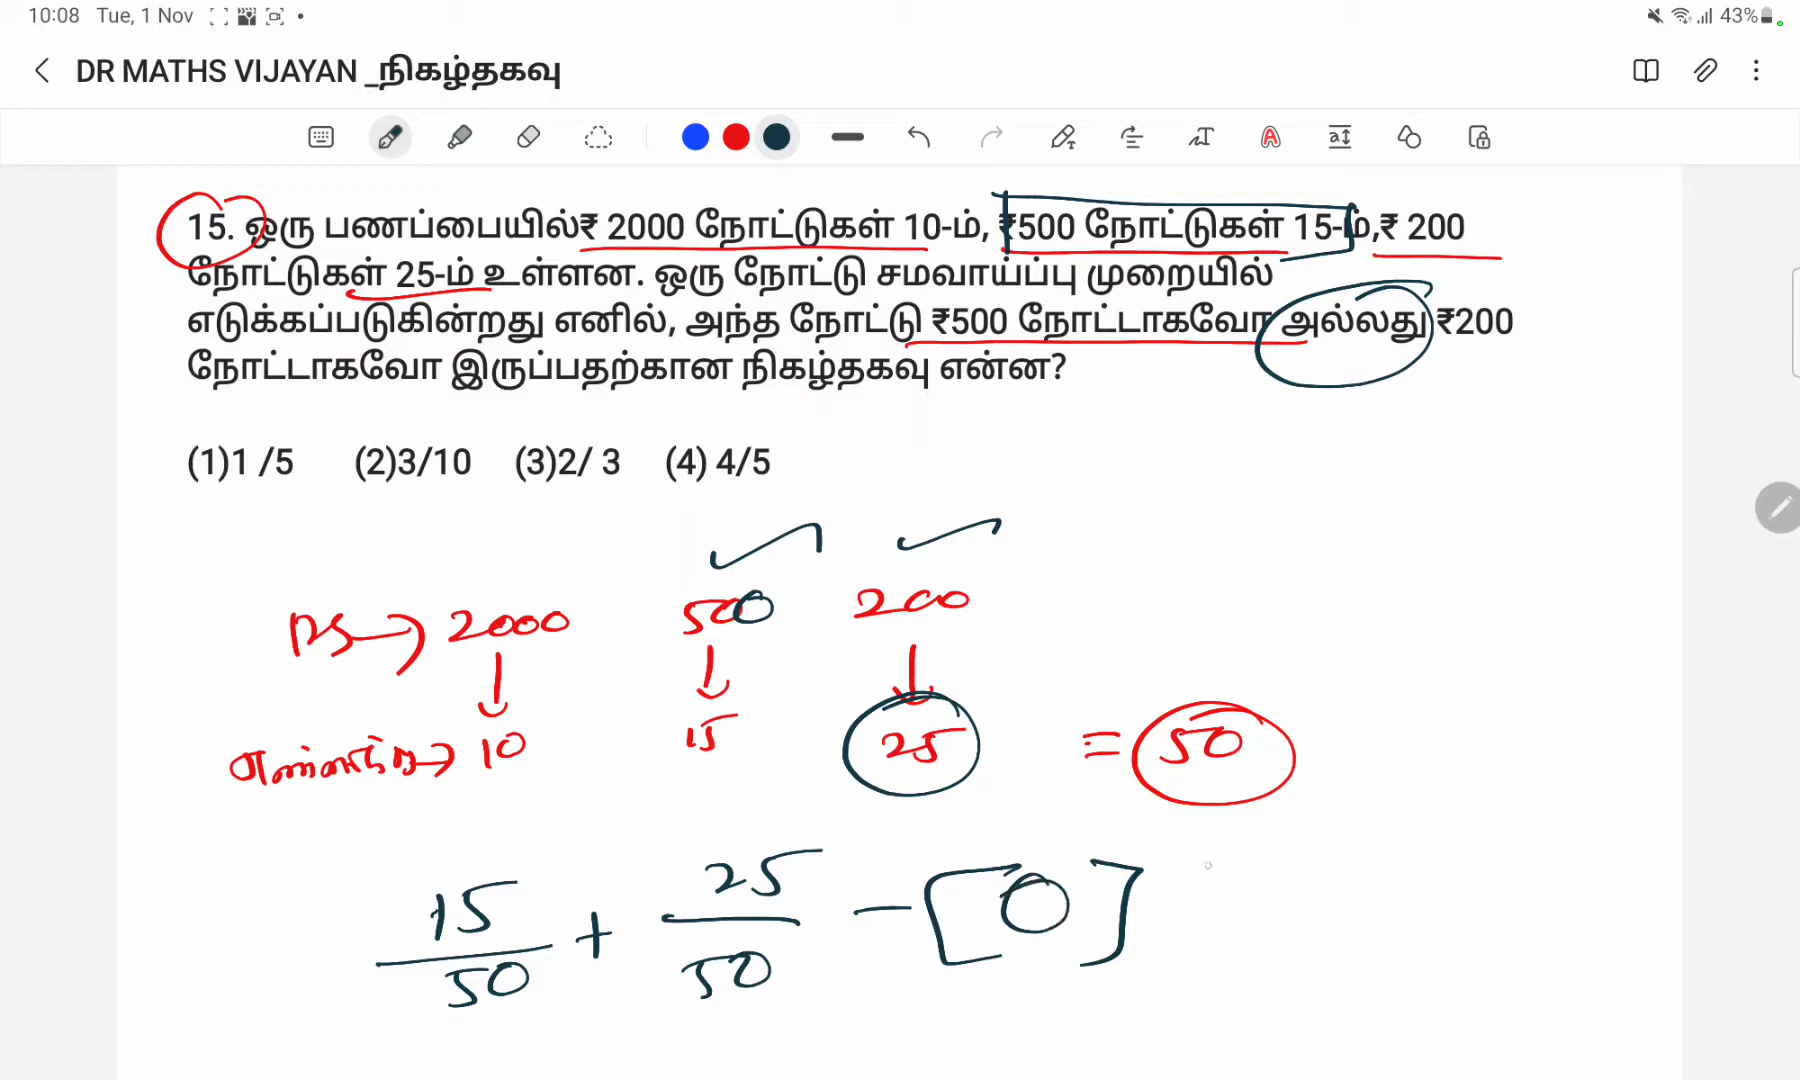 10:08 Tue, 1 Nov 43%
DR MATHS VIJAYAN _நிகழ்தகவு
15. ஒரு பணப்பையில்₹ 2000 நோட்டுகள் 10-ம், ₹500 நோட்டுகள் 15-ம்,₹ 200
நோட்டுகள் 25-ம் உள்ளன. ஒரு நோட்டு சமவாய்ப்பு முறையில்
எடுக்கப்படுகின்றது எனில், அந்த நோட்டு ₹500 நோட்டாகவோ அல்லது ₹200
நோட்டாகவோ இருப்பதற்கான நிகழ்தகவு என்ன?
(1)1 /5 (2)3/10 (3)2/ 3 (4) 4/5
RS → 2000 500 200
10 15 25 = 50
15/50 + 25/50 - [0]